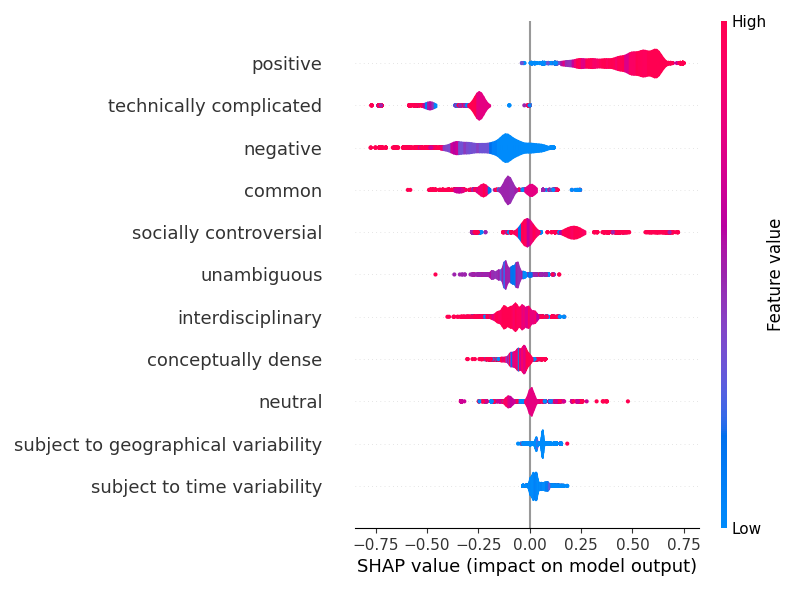 High
positive
technically complicated
negative
common
socially controversial
unambiguous
interdisciplinary
conceptually dense
neutral
subject to geographical variability
subject to time variability
Feature value
Low
−0.75 −0.50 −0.25 0.00 0.25 0.50 0.75
SHAP value (impact on model output)